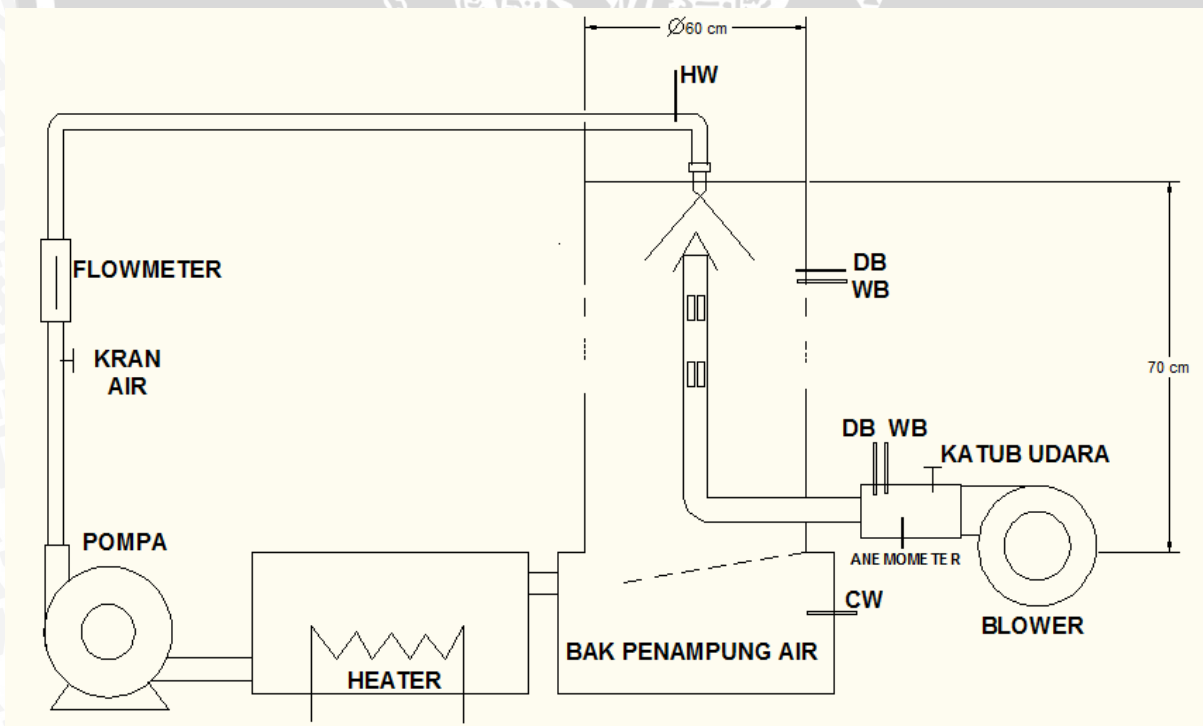 Ø60 cm
HW
FLOWMETER
DB
WB
KRAN
AIR
70 cm
DB WB
KATUB UDARA
POMPA
ANEMOMETER
CW
BLOWER
BAK PENAMPUNG AIR
HEATER